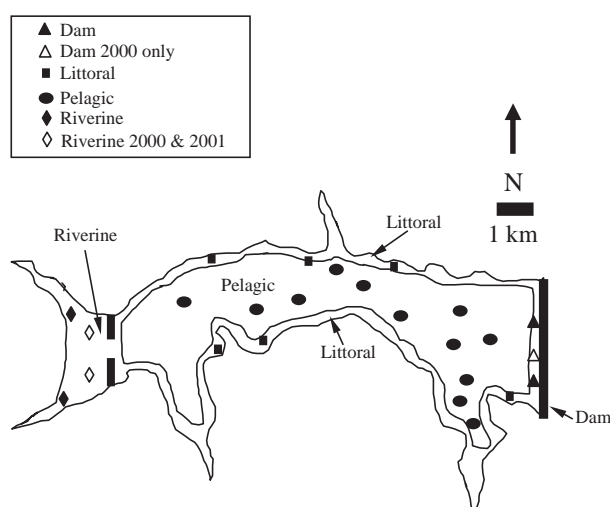 Dam
Dam 2000 only
Littoral
Pelagic
Riverine
Riverine 2000 & 2001
N
1 km
Littoral
Riverine
Pelagic
Littoral
Dam